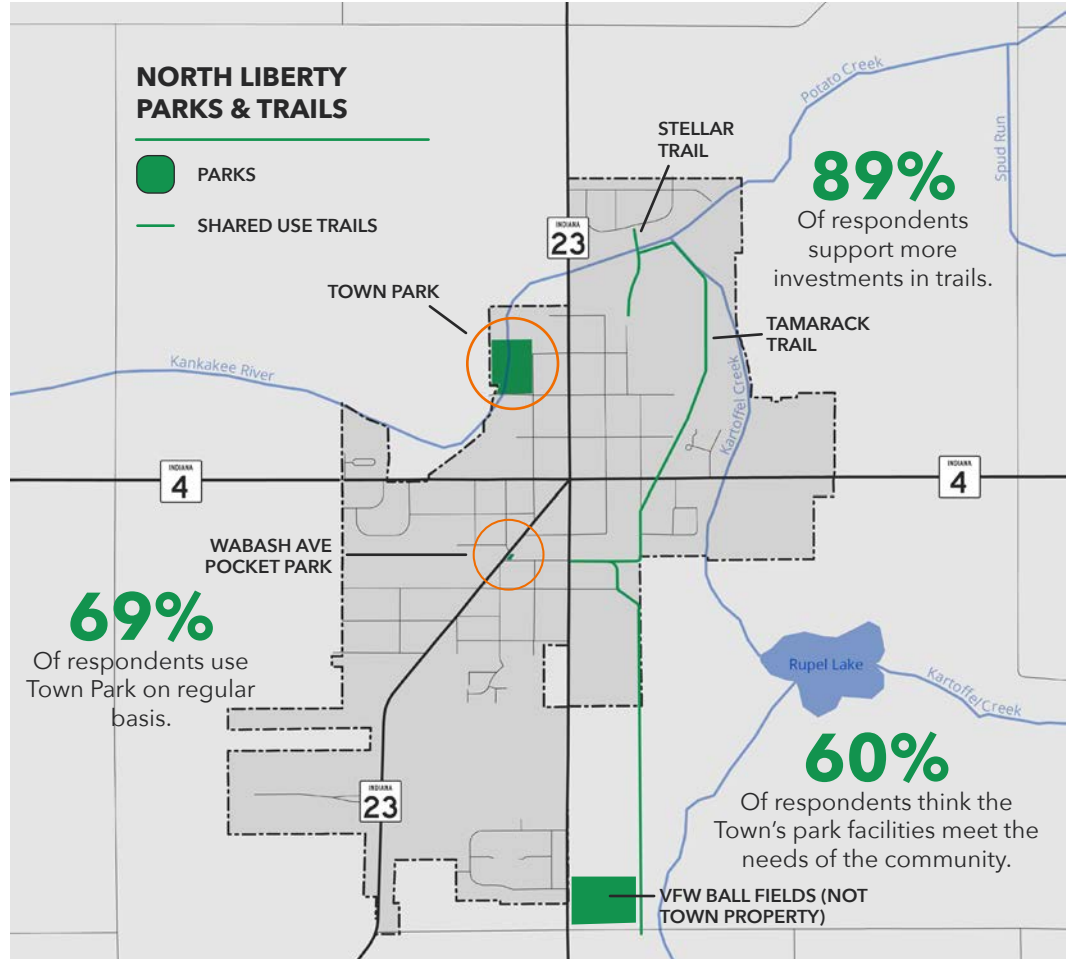 NORTH LIBERTY
PARKS & TRAILS
PARKS
SHARED USE TRAILS
STELLAR
TRAIL
Potato Creek
Spud Run
89%
Of respondents
support more
investments in trails.
INDIANA
23
TOWN PARK
TAMARACK
TRAIL
Kankakee River
Kartoffel Creek
INDIANA
4
INDIANA
4
WABASH AVE
POCKET PARK
69%
Of respondents use
Town Park on regular
basis.
Rupel Lake
Kartoffel Creek
60%
Of respondents think the
Town's park facilities meet the
needs of the community.
INDIANA
23
VFW BALL FIELDS (NOT
TOWN PROPERTY)